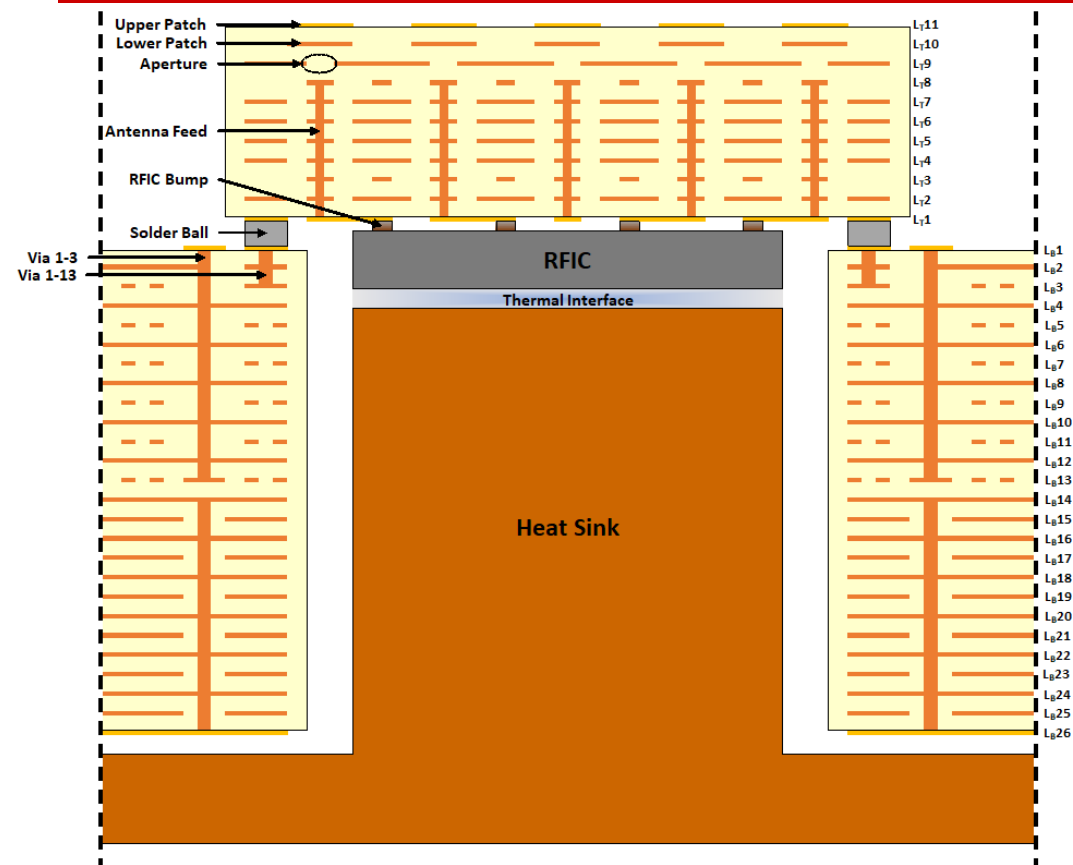 Upper Patch
Lower Patch
Aperture
Antenna Feed
RFIC Bump
Solder Ball
Via 1-3
Via 1-13
RFIC
Thermal Interface
Heat Sink
LT11
LT10
LT9
LT8
LT7
LT6
LT5
LT4
LT3
LT2
LT1
LB1
LB2
LB3
LB4
LB5
LB6
LB7
LB8
LB9
LB10
LB11
LB12
LB13
LB14
LB15
LB16
LB17
LB18
LB19
LB20
LB21
LB22
LB23
LB24
LB25
LB26